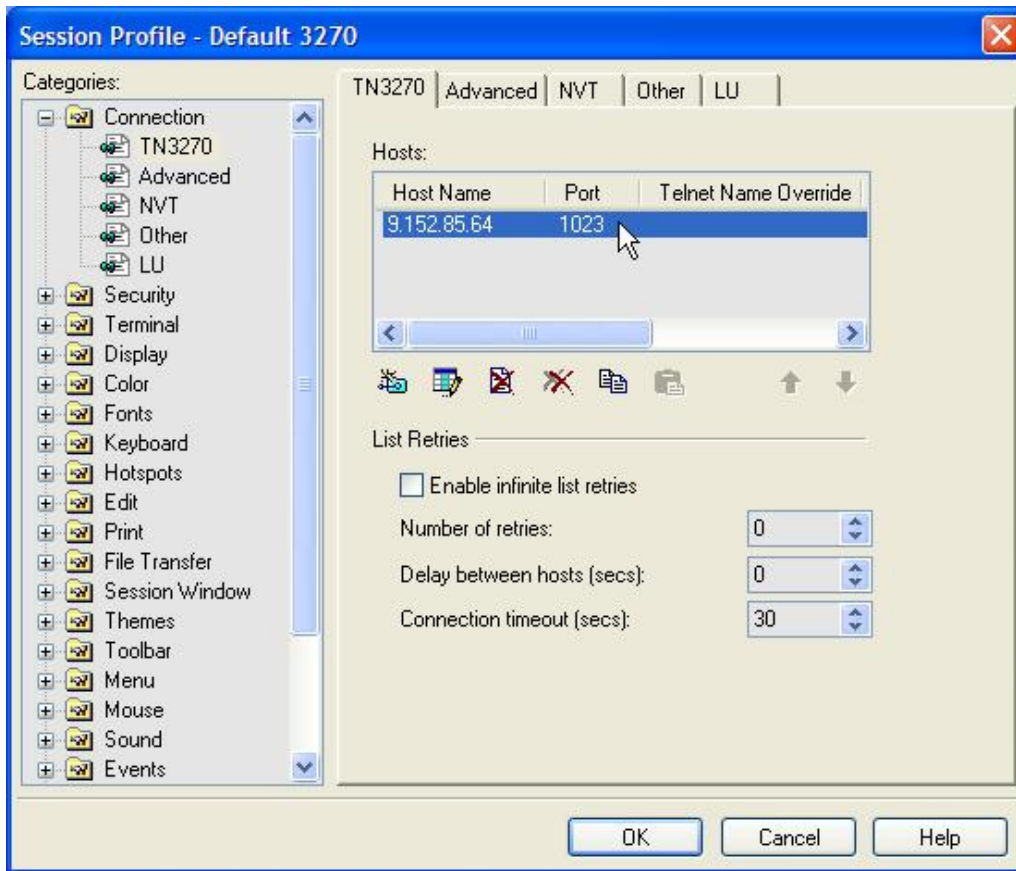 Session Profile - Default 3270
Categories:
Connection
TN3270
Advanced
NVT
Other
LU
Security
Terminal
Display
Color
Fonts
Keyboard
Hotspots
Edit
Print
File Transfer
Session Window
Themes
Toolbar
Menu
Mouse
Sound
Events
TN3270 Advanced NVT Other LU
Hosts:
Host Name Port Telnet Name Override
9.152.85.64 1023
List Retries
Enable infinite list retries
Number of retries: 0
Delay between hosts (secs): 0
Connection timeout (secs): 30
OK Cancel Help